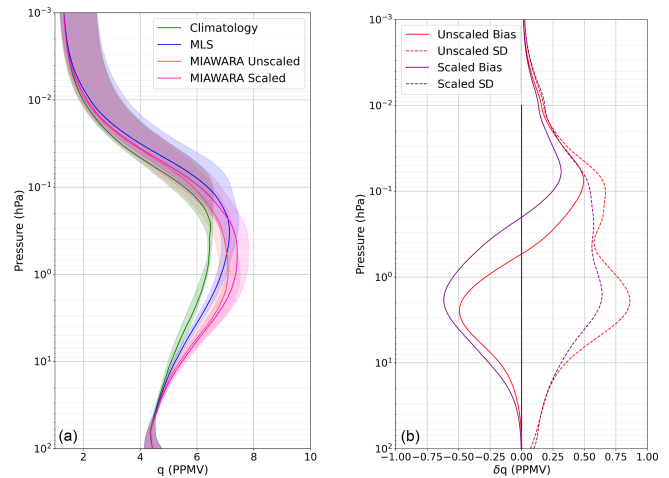 Climatology
MLS
MIAWARA Unscaled
MIAWARA Scaled
10⁻³
10⁻²
10⁻¹
10⁰
10¹
10²
Pressure (hPa)
(a)
2
4
6
8
10
q (PPMV)
Unscaled Bias
Unscaled SD
Scaled Bias
Scaled SD
10⁻³
10⁻²
10⁻¹
10⁰
10¹
10²
Pressure (hPa)
(b)
−1.00
−0.75
−0.50
−0.25
0.00
0.25
0.50
0.75
1.00
δq (PPMV)